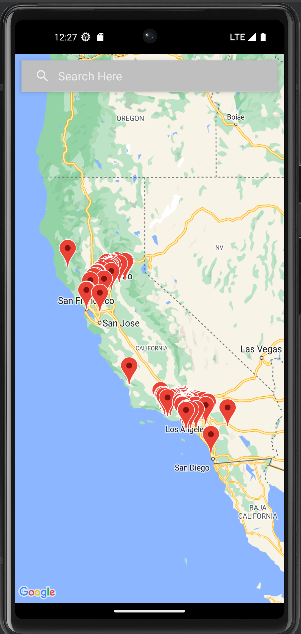 12:27
LTE
Search Here
OREGON
Boise
NV
San Francisco
San Jose
CALIFORNIA
Las Vegas
Los Angeles
San Diego
BAJA
CALIFORNIA
Google